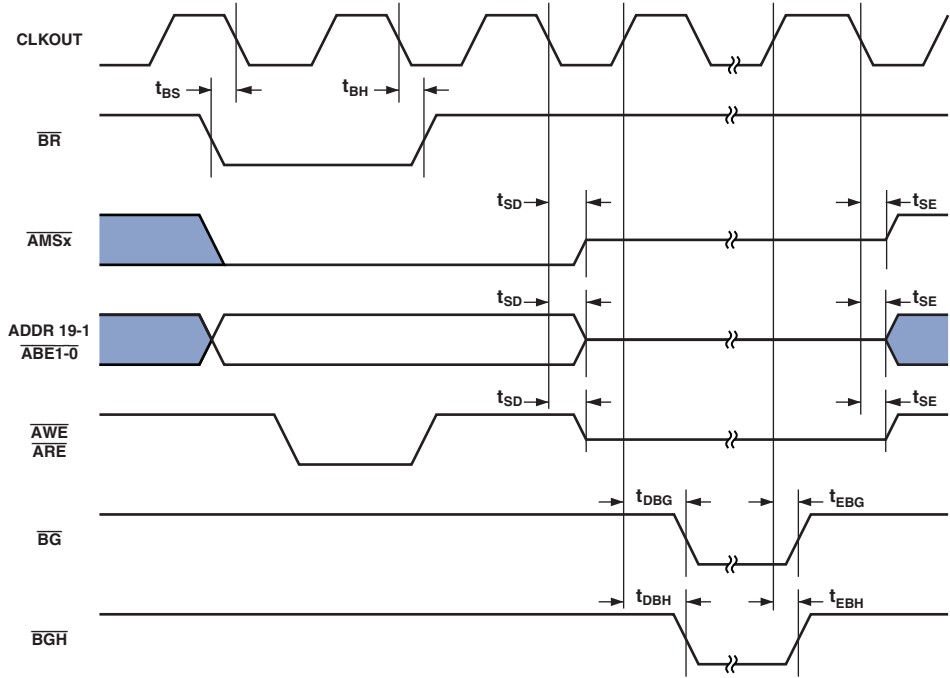 CLKOUT
tBS
tBH
BR
tSD
tSE
AMSx
tSD
tSE
ADDR 19-1
ABE1-0
tSD
tSE
AWE
ARE
tDBG
tEBG
BG
tDBH
tEBH
BGH